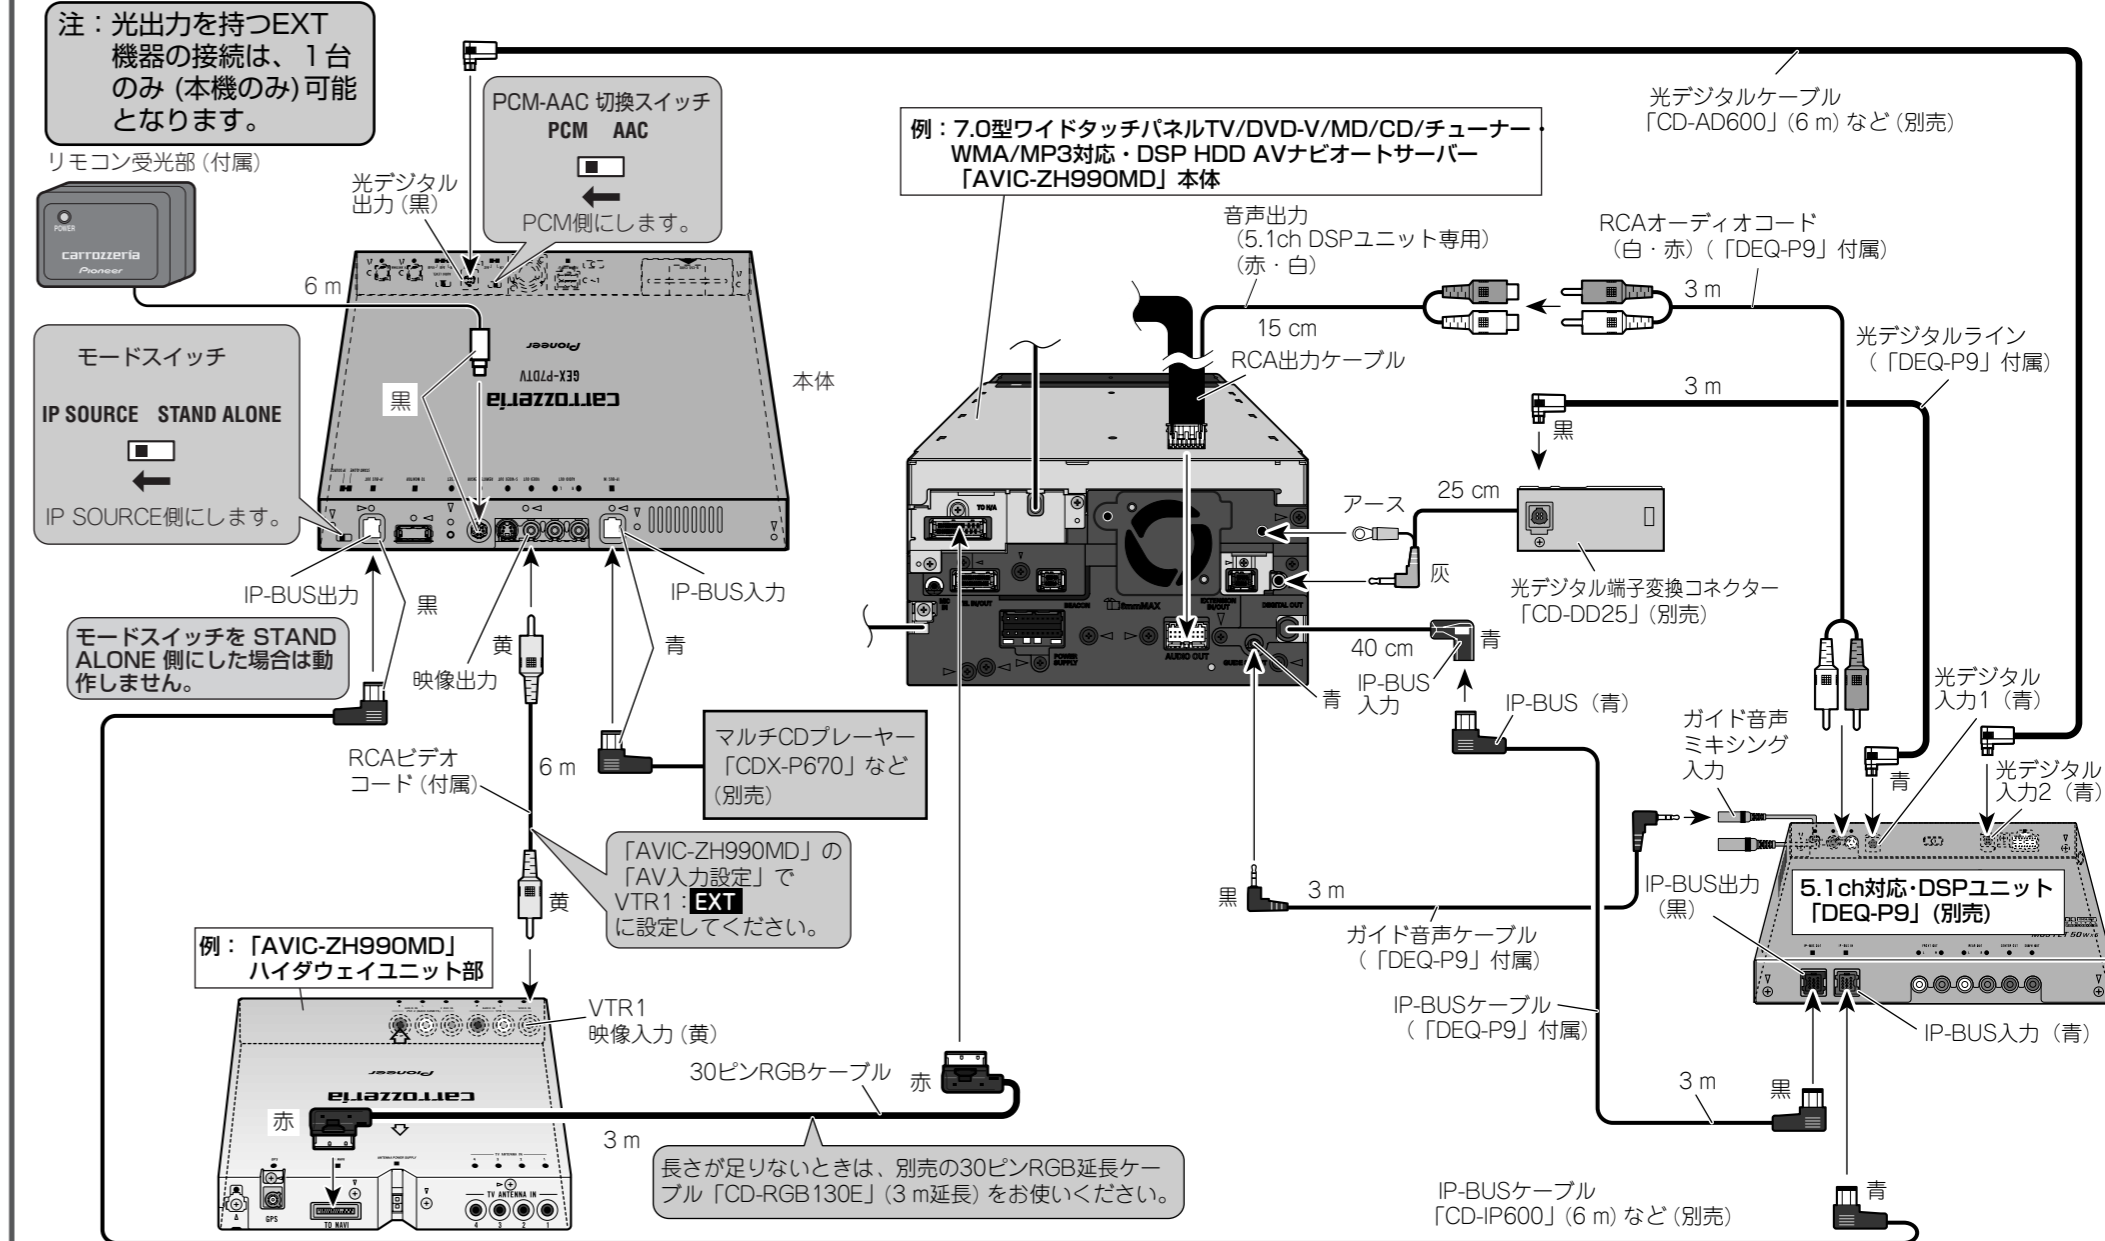 注：光出力を持つEXT
機器の接続は、1台
のみ (本機のみ) 可能
となります。
リモコン受光部 (付属)
POWER
carrozzeria
Pioneer
6 m
光デジタル
出力 (黒)
PCM-AAC 切換スイッチ
PCM AAC
PCM側にします。
モードスイッチ
IP SOURCE STAND ALONE
IP SOURCE側にします。
黒
Pioneer
GEX-P7DTV
carrozzeria
本体
IP-BUS出力
黒
映像出力
IP-BUS入力
青
モードスイッチを STAND
ALONE 側にした場合は動
作しません。
黄
RCAビデオ
コード (付属)
6 m
マルチCDプレーヤー
「CDX-P670」など
(別売)
「AVIC-ZH990MD」の
「AV入力設定」で
VTR1：EXT
に設定してください。
黄
例：「AVIC-ZH990MD」
ハイダウェイユニット部
VTR1
映像入力 (黄)
Pioneer
carrozzeria
赤
30ピンRGBケーブル
赤
3 m
長さが足りないときは、別売の30ピンRGB延長ケー
ブル「CD-RGB130E」(3 m延長) をお使いください。
GPS
TO NAVI
TV ANTENNA IN
4 3 2 1
例：7.0型ワイドタッチパネルTV/DVD-V/MD/CD/チューナー・
WMA/MP3対応・DSP HDD AVナビオートサーバー
「AVIC-ZH990MD」本体
音声出力
（5.1ch DSPユニット専用）
(赤・白)
15 cm
RCA出力ケーブル
RCAオーディオコード
（白・赤）(「DEQ-P9」付属)
3 m
光デジタルケーブル
「CD-AD600」(6 m) など (別売)
光デジタルライン
(「DEQ-P9」付属)
3 m
黒
アース
25 cm
灰
光デジタル端子変換コネクター
「CD-DD25」(別売)
BEACON
8mmMAX
EXTENSION
IN/OUT
DIGITAL OUT
POWER
SUPPLY
AUDIO OUT
40 cm
青
IP-BUS
入力
青
IP-BUS（青）
黒
3 m
ガイド音声ケーブル
(「DEQ-P9」付属)
IP-BUSケーブル
(「DEQ-P9」付属)
3 m
黒
ガイド音声
ミキシング
入力
光デジタル
入力1（青）
青
光デジタル
入力2（青）
IP-BUS出力
（黒）
5.1ch対応・DSPユニット
「DEQ-P9」(別売)
IP-BUS入力（青）
IP-BUSケーブル
「CD-IP600」(6 m) など (別売)
青